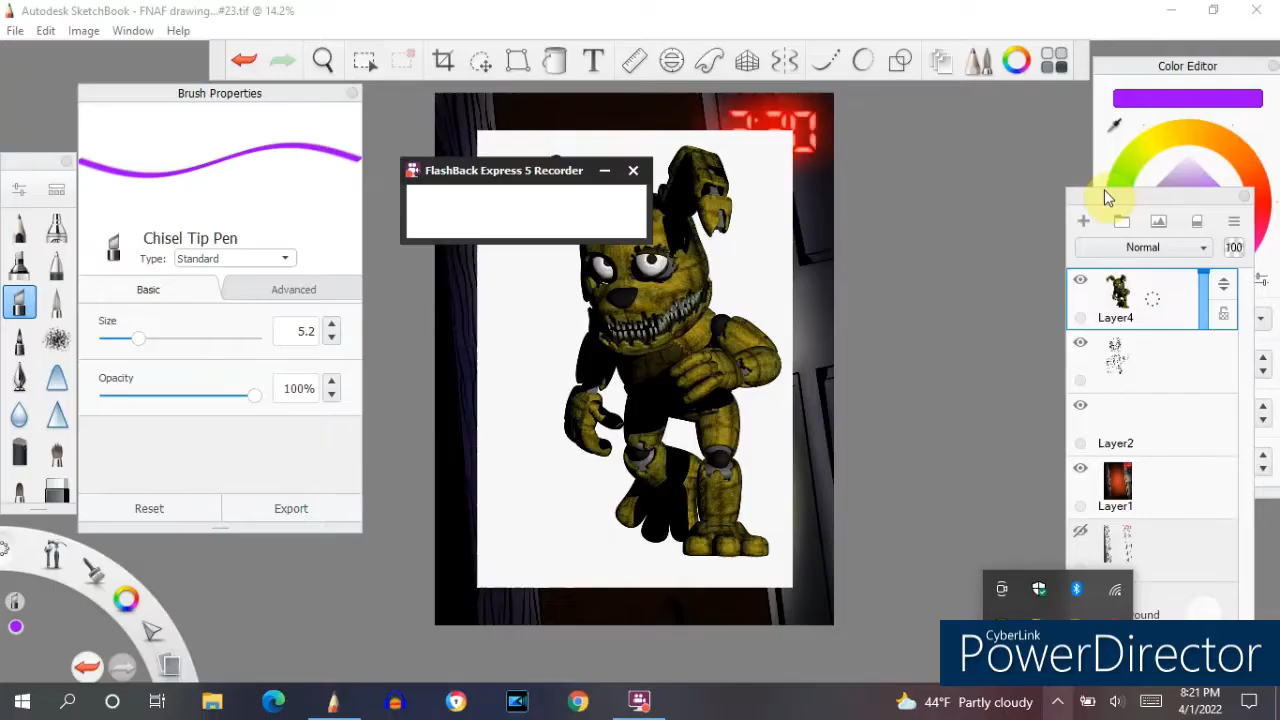 Autodesk SketchBook - FNAF drawing...#23.tif @ 14.2%
File Edit Image Window Help
T
Brush Properties
Color Editor
3:30
FlashBack Express 5 Recorder
Chisel Tip Pen
Type: Standard
Basic Advanced
Size 5.2
Opacity 100%
Reset Export
Normal 100
Layer4
Layer2
Layer1
ound
CyberLink
PowerDirector
44°F Partly cloudy
8:21 PM
4/1/2022